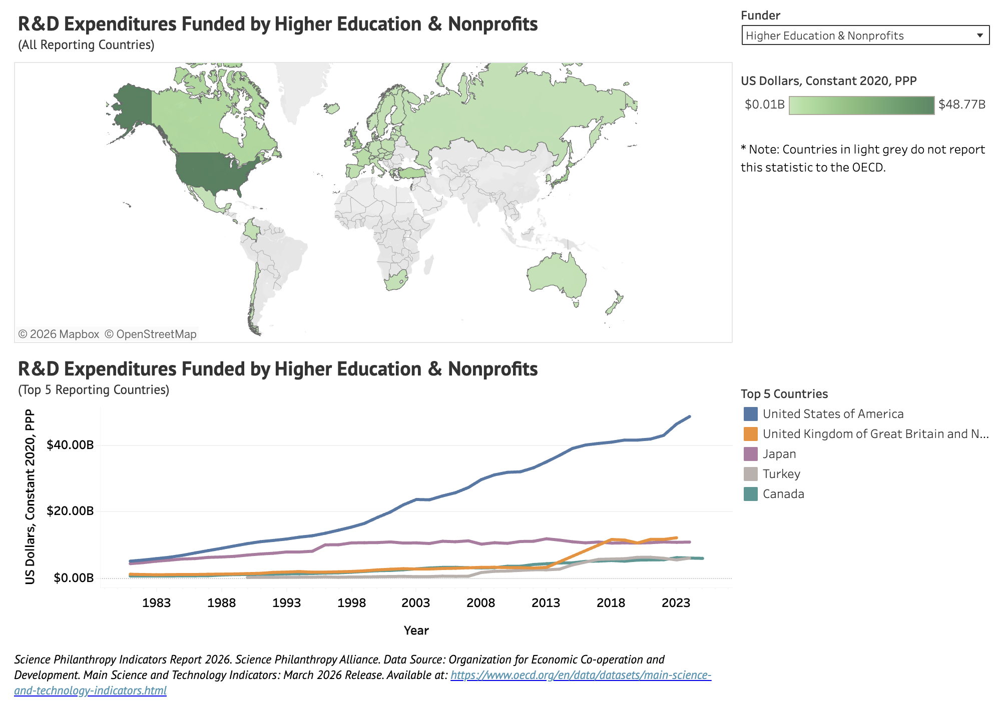 R&D Expenditures Funded by Higher Education & Nonprofits
(All Reporting Countries)
Funder
Higher Education & Nonprofits
US Dollars, Constant 2020, PPP
$0.01B
$48.77B
* Note: Countries in light grey do not report
this statistic to the OECD.
© 2026 Mapbox © OpenStreetMap
R&D Expenditures Funded by Higher Education & Nonprofits
(Top 5 Reporting Countries)
Top 5 Countries
United States of America
United Kingdom of Great Britain and N...
Japan
Turkey
Canada
US Dollars, Constant 2020, PPP
$40.00B
$20.00B
$0.00B
1983
1988
1993
1998
2003
2008
2013
2018
2023
Year
Science Philanthropy Indicators Report 2026. Science Philanthropy Alliance. Data Source: Organization for Economic Co-operation and
Development. Main Science and Technology Indicators: March 2026 Release. Available at: https://www.oecd.org/en/data/datasets/main-science-
and-technology-indicators.html